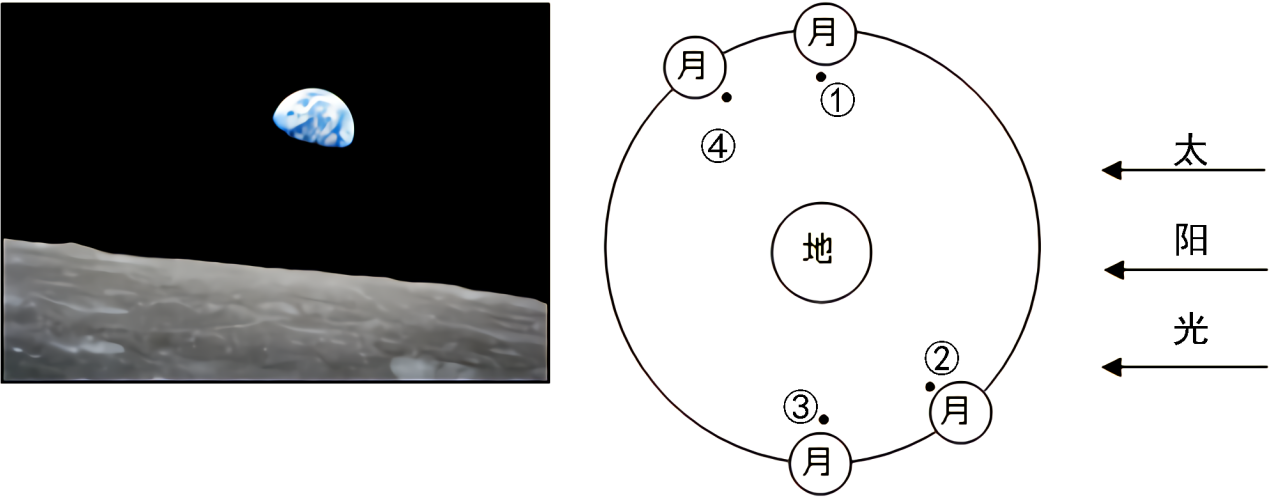 月
月
①
④
太
地
阳
光
②
月
③
月